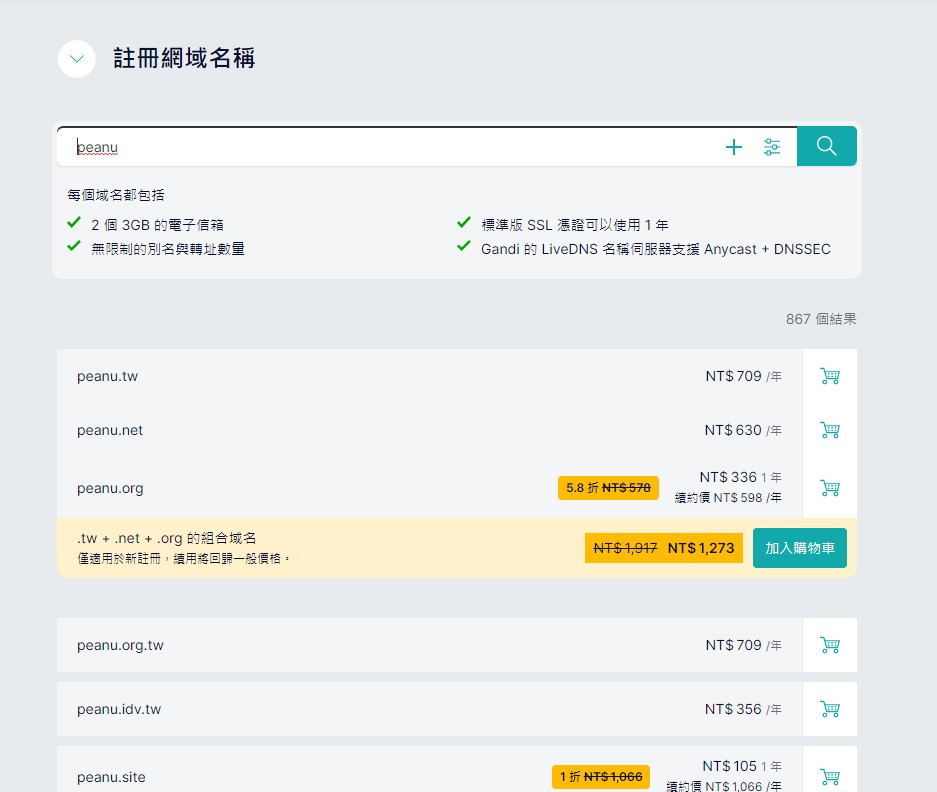 註冊網域名稱
peanu
每個域名都包括
2 個 3GB 的電子信箱
標準版 SSL 憑證可以使用 1 年
無限制的別名與轉址數量
Gandi 的 LiveDNS 名稱伺服器支援 Anycast + DNSSEC
867 個結果
peanu.tw NT$ 709 /年
peanu.net NT$ 630 /年
peanu.org 5.8 折 NT$ 578 NT$ 336 1 年
續約價 NT$ 598 /年
.tw + .net + .org 的組合域名
僅適用於新註冊，續用將回歸一般價格。
NT$ 1,917 NT$ 1,273 加入購物車
peanu.org.tw NT$ 709 /年
peanu.idv.tw NT$ 356 /年
peanu.site 1 折 NT$ 1,066 NT$ 105 1 年
續約價 NT$ 1,066 /年